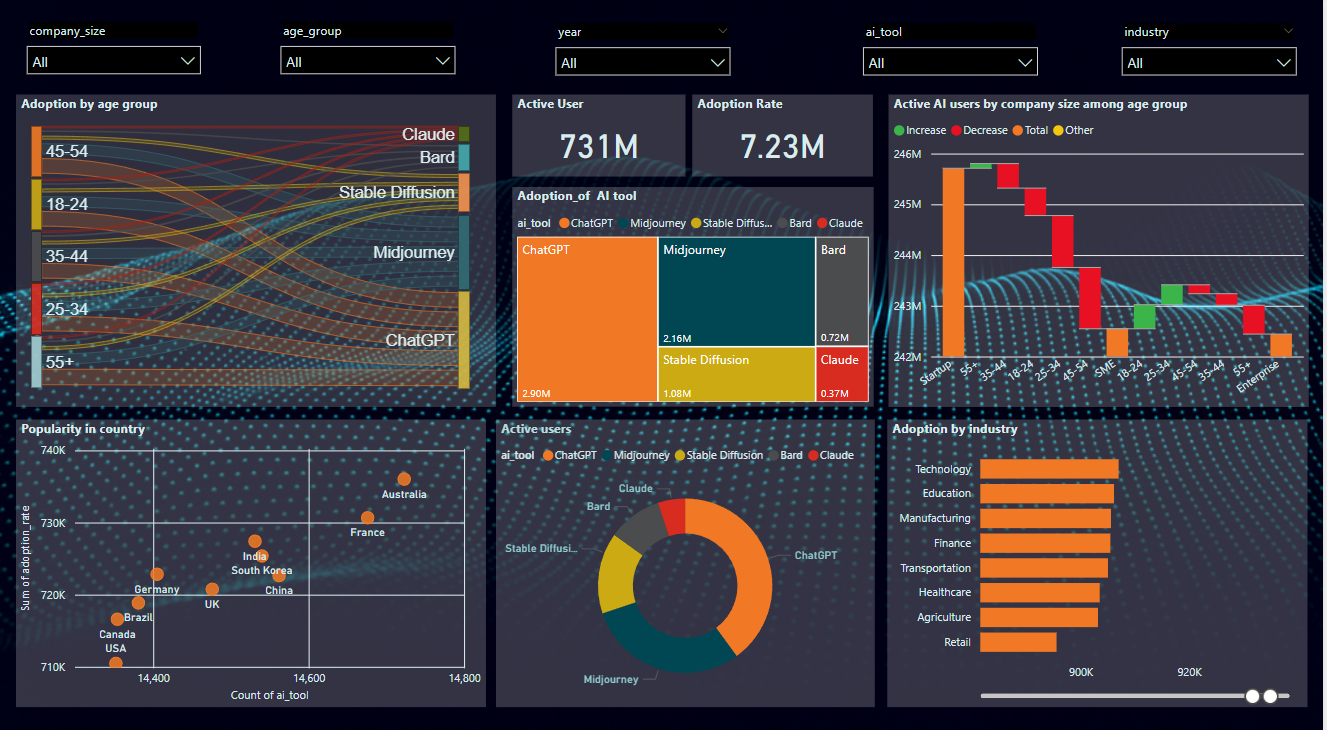 company_size
age_group
year
ai_tool
industry
All
All
All
All
All
Adoption by age group
45-54
18-24
35-44
25-34
55+
Claude
Bard
Stable Diffusion
Midjourney
ChatGPT
Active User
731M
Adoption Rate
7.23M
Adoption_of AI tool
ai_tool ChatGPT Midjourney Stable Diffus... Bard Claude
ChatGPT
2.90M
Midjourney
2.16M
Stable Diffusion
1.08M
Bard
0.72M
Claude
0.37M
Active AI users by company size among age group
Increase Decrease Total Other
246M
245M
244M
243M
242M
Startup 55+ 35-44 18-24 25-34 45-54 SME 18-24 25-34 45-54 35-44 55+ Enterprise
Popularity in country
Sum of adoption_rate
740K
730K
720K
710K
Australia
France
India
South Korea
China
Germany
UK
Brazil
Canada
USA
14,400 14,600 14,800
Count of ai_tool
Active users
ai_tool ChatGPT Midjourney Stable Diffusion Bard Claude
Claude
Bard
Stable Diffusi...
ChatGPT
Midjourney
Adoption by industry
Technology
Education
Manufacturing
Finance
Transportation
Healthcare
Agriculture
Retail
900K 920K